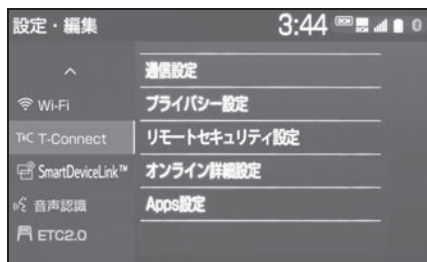 設定・編集
3:44
DCM
通信設定
Wi-Fi
プライバシー設定
T-Connect
リモートセキュリティ設定
SmartDeviceLink™
オンライン詳細設定
音声認識
Apps設定
ETC2.0